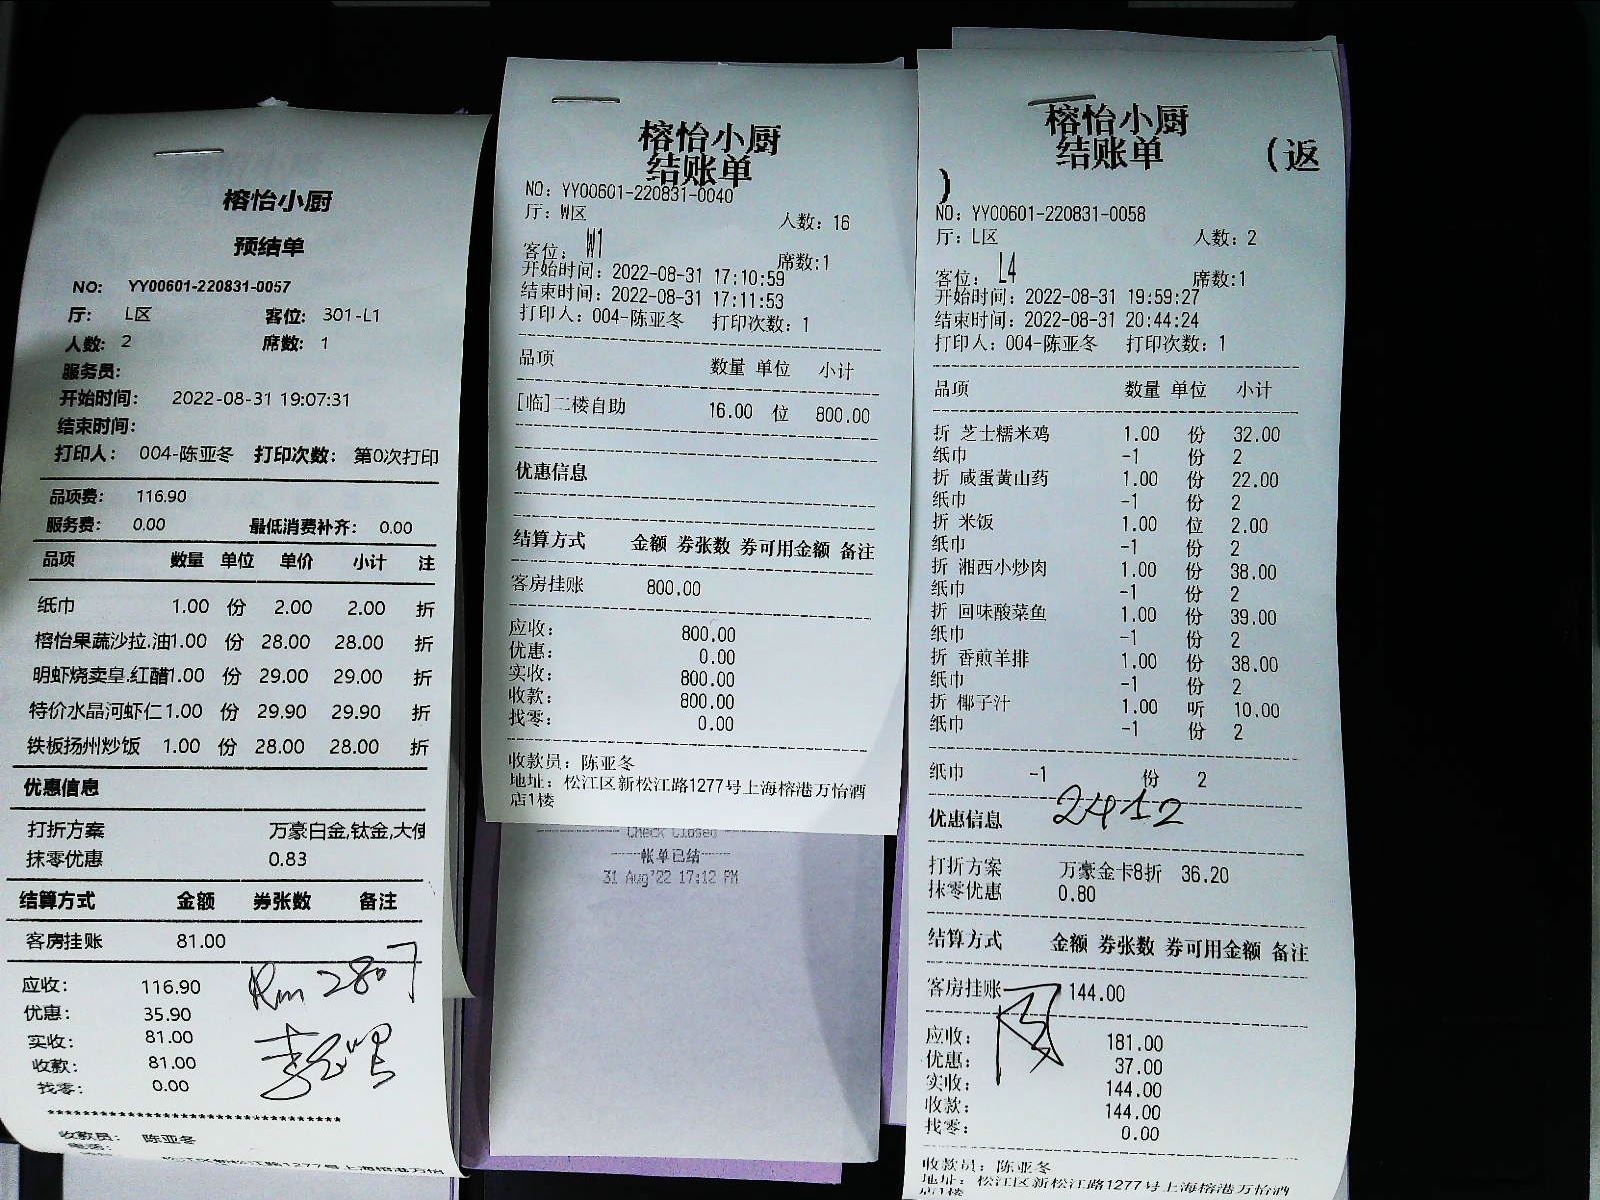 榕怡小厨
预结单
NO: YY00601-220831-0057
厅: L区 客位: 301-L1
人数: 2 席数: 1
服务员:
开始时间: 2022-08-31 19:07:31
结束时间:
打印人: 004-陈亚冬 打印次数: 第0次打印
品项费: 116.90
服务费: 0.00 最低消费补齐: 0.00
品项 数量 单位 单价 小计 注
纸巾 1.00 份 2.00 2.00 折
榕怡果蔬沙拉.油1.00 份 28.00 28.00 折
明虾烧卖皇.红醋1.00 份 29.00 29.00 折
特价水晶河虾仁1.00 份 29.90 29.90 折
铁板扬州炒饭 1.00 份 28.00 28.00 折
优惠信息
打折方案 万豪白金,钛金,大使
抹零优惠 0.83
结算方式 金额 券张数 备注
客房挂账 81.00
应收: 116.90
优惠: 35.90
实收: 81.00
收款: 81.00
找零: 0.00
Rm 2807
*****************************************
收款员: 陈亚冬
松江区新松江路1277号上海榕港万怡
榕怡小厨
结账单
NO: YY00601-220831-0040
厅: W区 人数: 16
客位: W1 席数:1
开始时间: 2022-08-31 17:10:59
结束时间: 2022-08-31 17:11:53
打印人: 004-陈亚冬 打印次数: 1
品项 数量 单位 小计
[临]二楼自助 16.00 位 800.00
优惠信息
结算方式 金额 券张数 券可用金额 备注
客房挂账 800.00
应收: 800.00
优惠: 0.00
实收: 800.00
收款: 800.00
找零: 0.00
收款员: 陈亚冬
地址: 松江区新松江路1277号上海榕港万怡酒
店1楼
Check Closed
帐单已结
31 Aug'22 17:12 PM
榕怡小厨
结账单 (返
)
NO: YY00601-220831-0058
厅: L区 人数: 2
客位: L4 席数:1
开始时间: 2022-08-31 19:59:27
结束时间: 2022-08-31 20:44:24
打印人: 004-陈亚冬 打印次数: 1
品项 数量 单位 小计
折 芝士糯米鸡 1.00 份 32.00
纸巾 -1 份 2
折 咸蛋黄山药 1.00 份 22.00
纸巾 -1 份 2
折 米饭 1.00 位 2.00
纸巾 -1 份 2
折 湘西小炒肉 1.00 份 38.00
纸巾 -1 份 2
折 回味酸菜鱼 1.00 份 39.00
纸巾 -1 份 2
折 香煎羊排 1.00 份 38.00
纸巾 -1 份 2
折 椰子汁 1.00 听 10.00
纸巾 -1 份 2
纸巾 -1 份 2
2412
优惠信息
打折方案 万豪金卡8折 36.20
抹零优惠 0.80
结算方式 金额 券张数 券可用金额 备注
客房挂账 144.00
应收: 181.00
优惠: 37.00
实收: 144.00
收款: 144.00
找零: 0.00
收款员: 陈亚冬
地址: 松江区新松江路1277号上海榕港万怡酒
店1楼